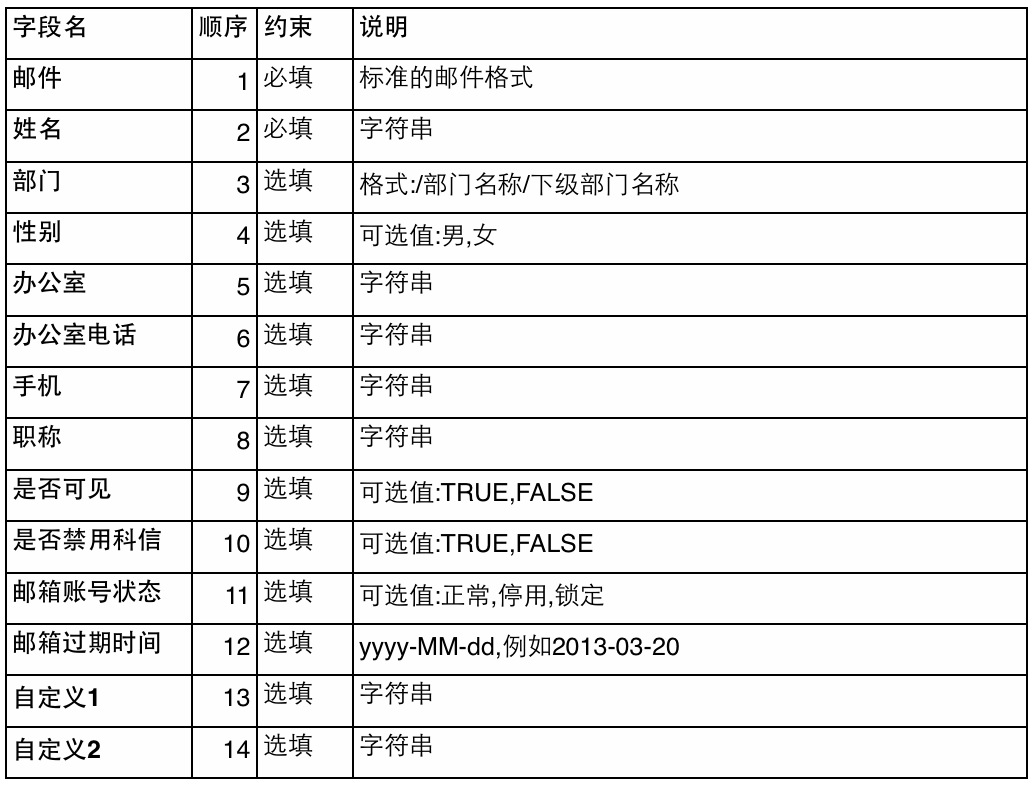 字段名 顺序 约束 说明
邮件 1 必填 标准的邮件格式
姓名 2 必填 字符串
部门 3 选填 格式:/部门名称/下级部门名称
性别 4 选填 可选值:男,女
办公室 5 选填 字符串
办公室电话 6 选填 字符串
手机 7 选填 字符串
职称 8 选填 字符串
是否可见 9 选填 可选值:TRUE,FALSE
是否禁用科信 10 选填 可选值:TRUE,FALSE
邮箱账号状态 11 选填 可选值:正常,停用,锁定
邮箱过期时间 12 选填 yyyy-MM-dd,例如2013-03-20
自定义1 13 选填 字符串
自定义2 14 选填 字符串